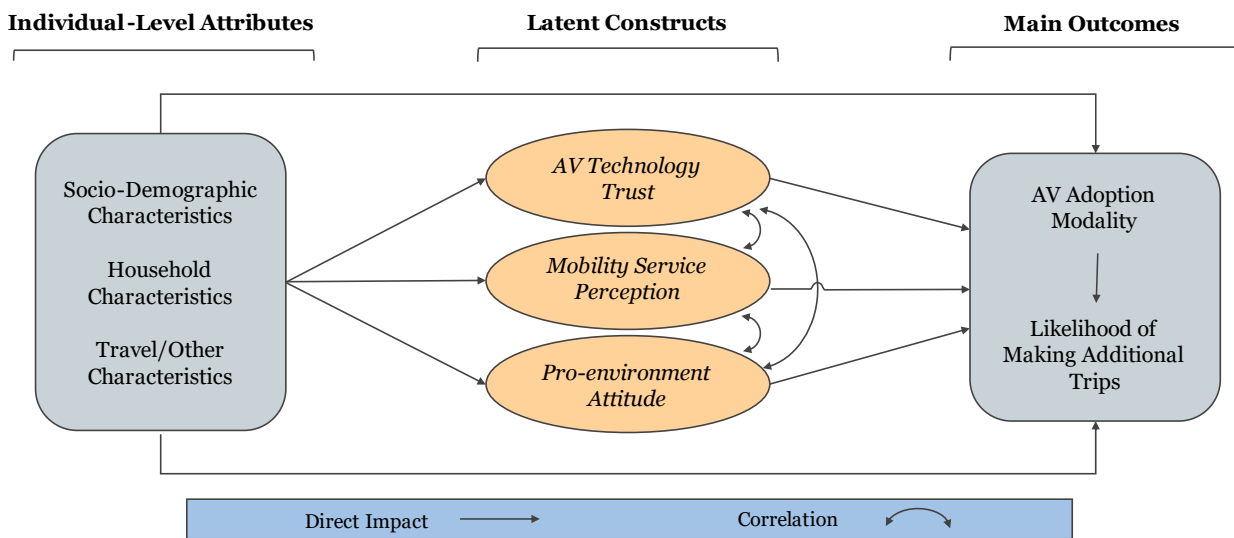 Individual-Level Attributes
Latent Constructs
Main Outcomes
Socio-Demographic
Characteristics
Household
Characteristics
Travel/Other
Characteristics
AV Technology
Trust
Mobility Service
Perception
Pro-environment
Attitude
AV Adoption
Modality
Likelihood of
Making Additional
Trips
Direct Impact
Correlation